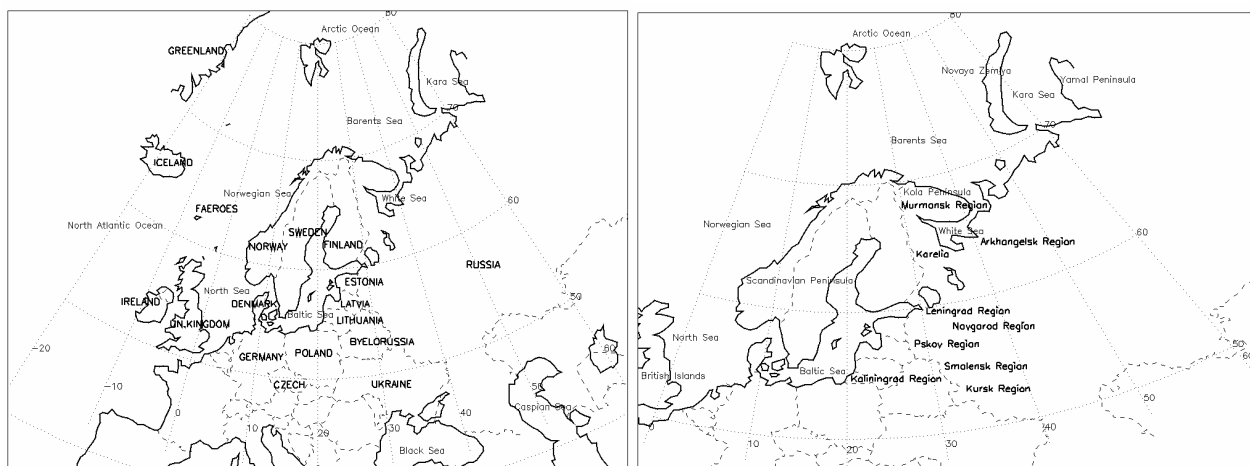 80
Arctic Ocean
GREENLAND
Kara Sea
70
Barents Sea
ICELAND
Norwegian Sea
White Sea
60
FAEROES
North Atlantic Ocean
SWEDEN
NORWAY
FINLAND
RUSSIA
ESTONIA
North Sea
50
IRELAND
DENMARK
LATVIA
Baltic Sea
LITHUANIA
UN.KINGDOM
BYELORUSSIA
-20
GERMANY
POLAND
60
-10
CZECH
UKRAINE
50
Caspian Sea
0
40
20
30
Black Sea
80
Arctic Ocean
Novaya Zemlya
Yamal Peninsula
Kara Sea
70
Barents Sea
Kola Peninsula
Murmansk Region
Norwegian Sea
White Sea
60
Arkhangelsk Region
Karelia
Scandinavian Peninsula
Leningrad Region
Novgorod Region
North Sea
Pskov Region
50
60
Smolensk Region
British Islands
Baltic Sea
Kaliningrad Region
Kursk Region
50
0
10
20
30
40